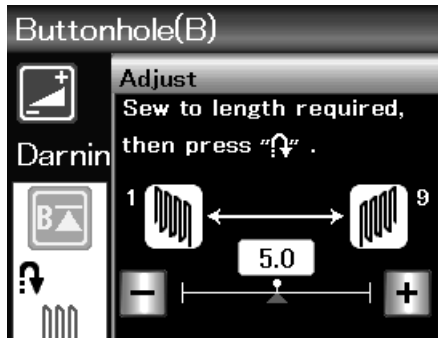 Buttonhole(B)
Adjust
Sew to length required,
then press “ ” .
Darnin
B
1 9
5.0
− +